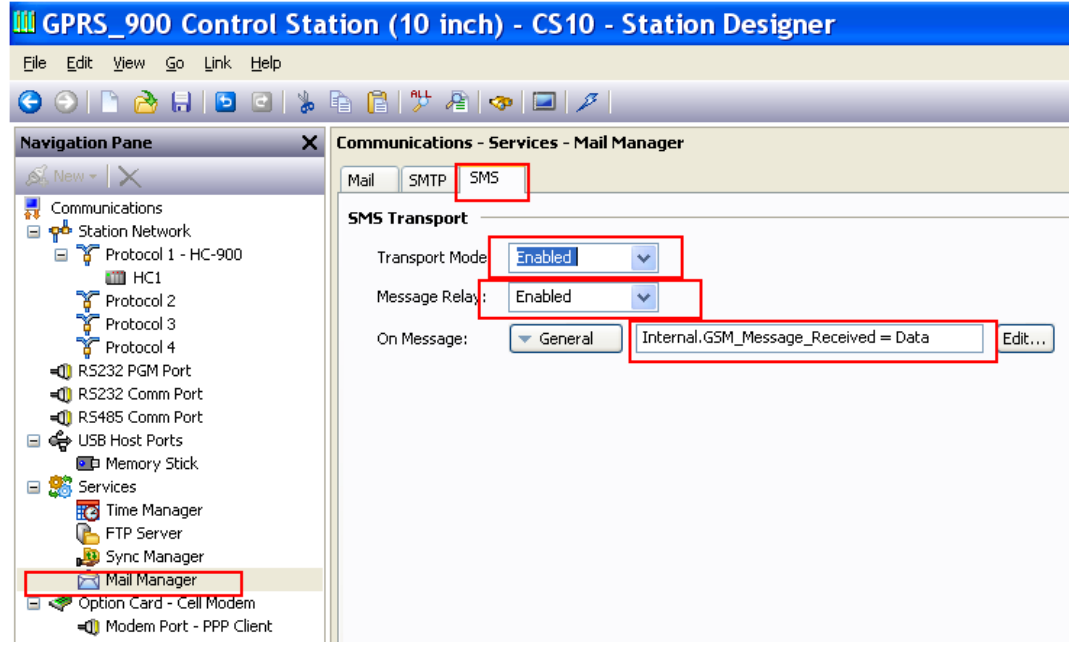 GPRS_900 Control Station (10 inch) - CS10 - Station Designer
File Edit View Go Link Help
ALL
Navigation Pane X
New
Communications
Station Network
Protocol 1 - HC-900
HC1
Protocol 2
Protocol 3
Protocol 4
RS232 PGM Port
RS232 Comm Port
RS485 Comm Port
USB Host Ports
Memory Stick
Services
Time Manager
FTP Server
Sync Manager
Mail Manager
Option Card - Cell Modem
Modem Port - PPP Client
Communications - Services - Mail Manager
Mail SMTP SMS
SMS Transport
Transport Mode Enabled
Message Relay: Enabled
On Message: General Internal.GSM_Message_Received = Data Edit...